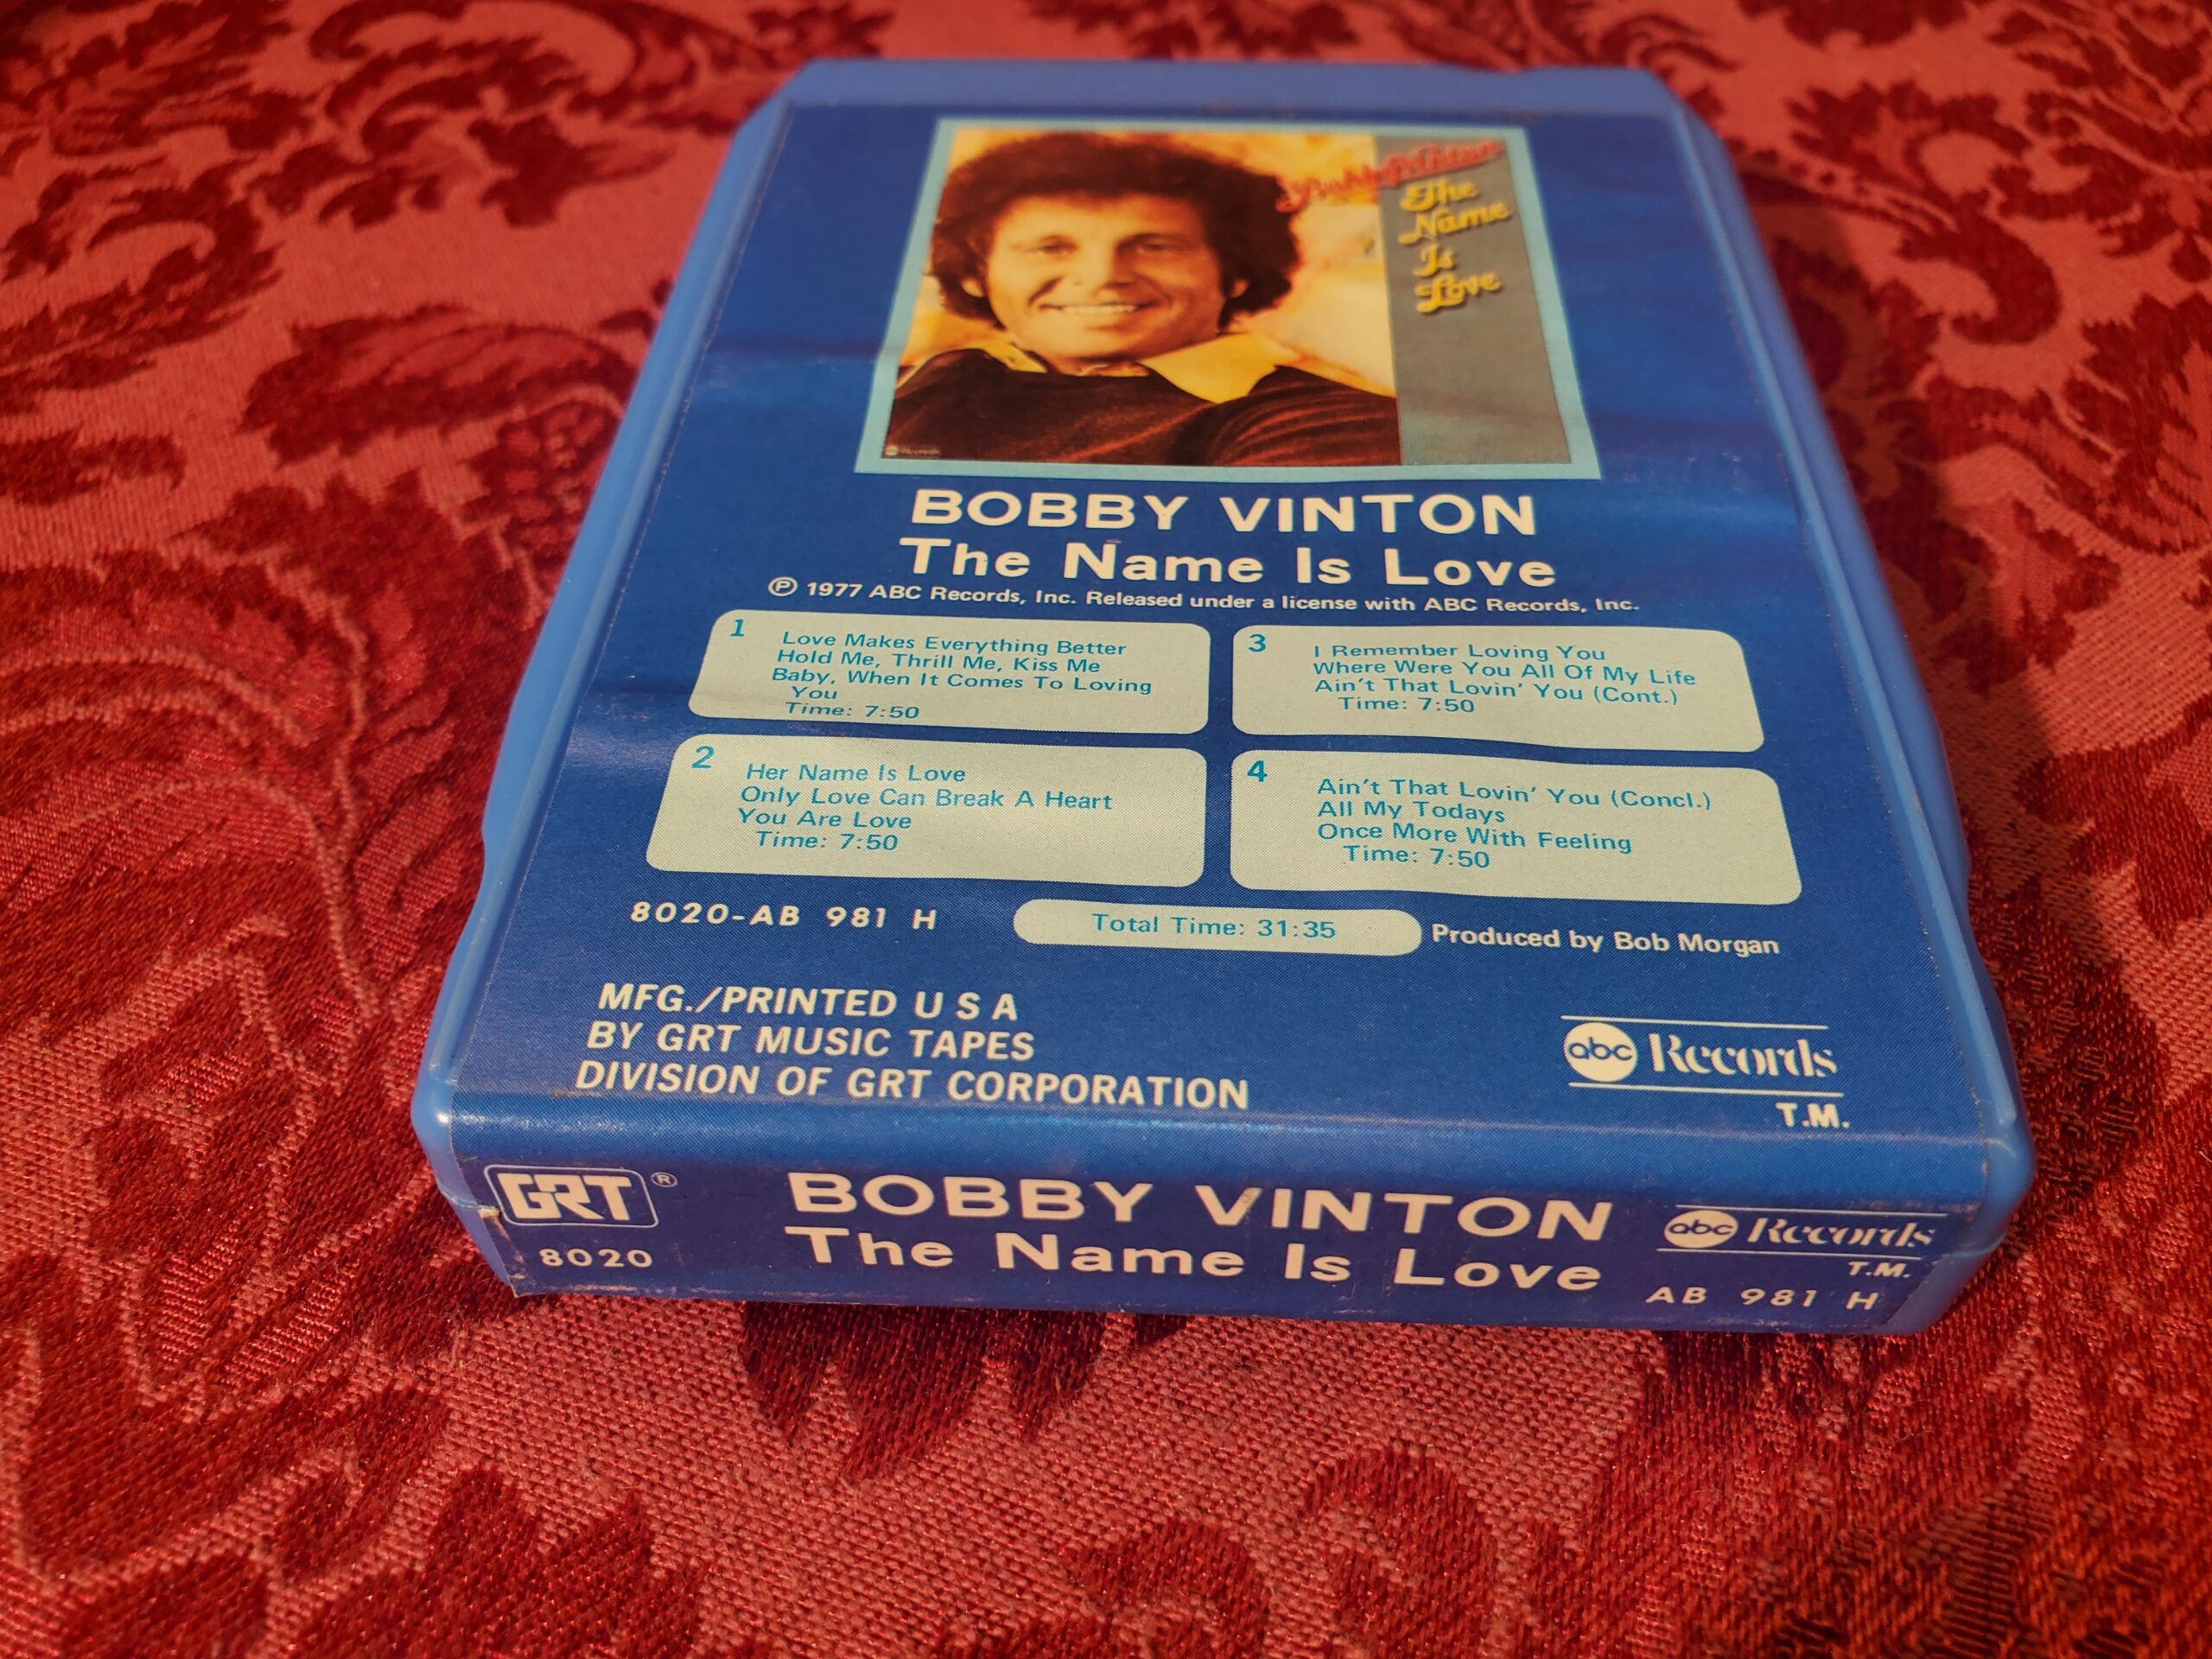 Bobby Vinton
The
Name
Is
Love
abc Records
BOBBY VINTON
The Name Is Love
℗ 1977 ABC Records, Inc. Released under a license with ABC Records, Inc.
1
Love Makes Everything Better
Hold Me, Thrill Me, Kiss Me
Baby, When It Comes To Loving
You
Time: 7:50
2
Her Name Is Love
Only Love Can Break A Heart
You Are Love
Time: 7:50
3
I Remember Loving You
Where Were You All Of My Life
Ain't That Lovin' You (Cont.)
Time: 7:50
4
Ain't That Lovin' You (Concl.)
All My Todays
Once More With Feeling
Time: 7:50
8020-AB 981 H
Total Time: 31:35
Produced by Bob Morgan
MFG./PRINTED U S A
BY GRT MUSIC TAPES
DIVISION OF GRT CORPORATION
abc Records
T.M.
GRT®
8020
BOBBY VINTON
The Name Is Love
abc Records
T.M.
AB 981 H